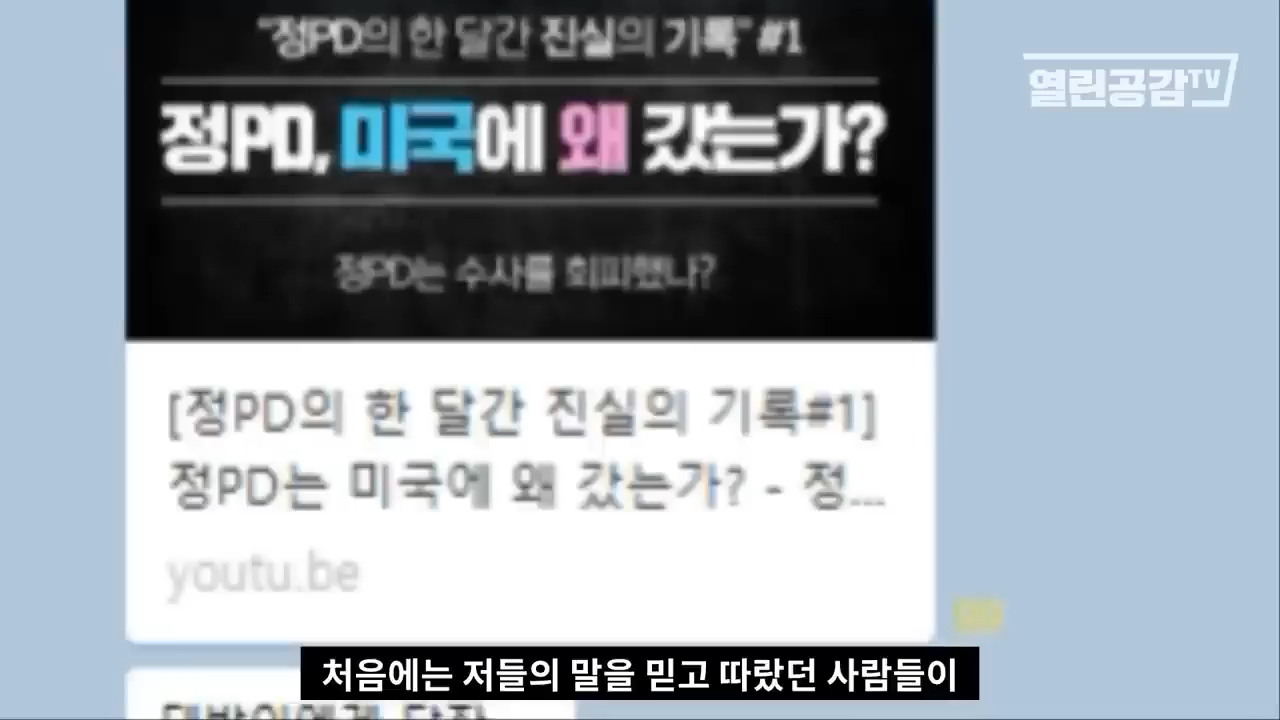 "정PD의 한 달간 진실의 기록" #1
열린공감TV
정PD, 미국에 왜 갔는가?
정PD는 수사를 회피했나?
[정PD의 한 달간 진실의 기록#1]
정PD는 미국에 왜 갔는가? - 정...
youtu.be
처음에는 저들의 말을 믿고 따랐던 사람들이